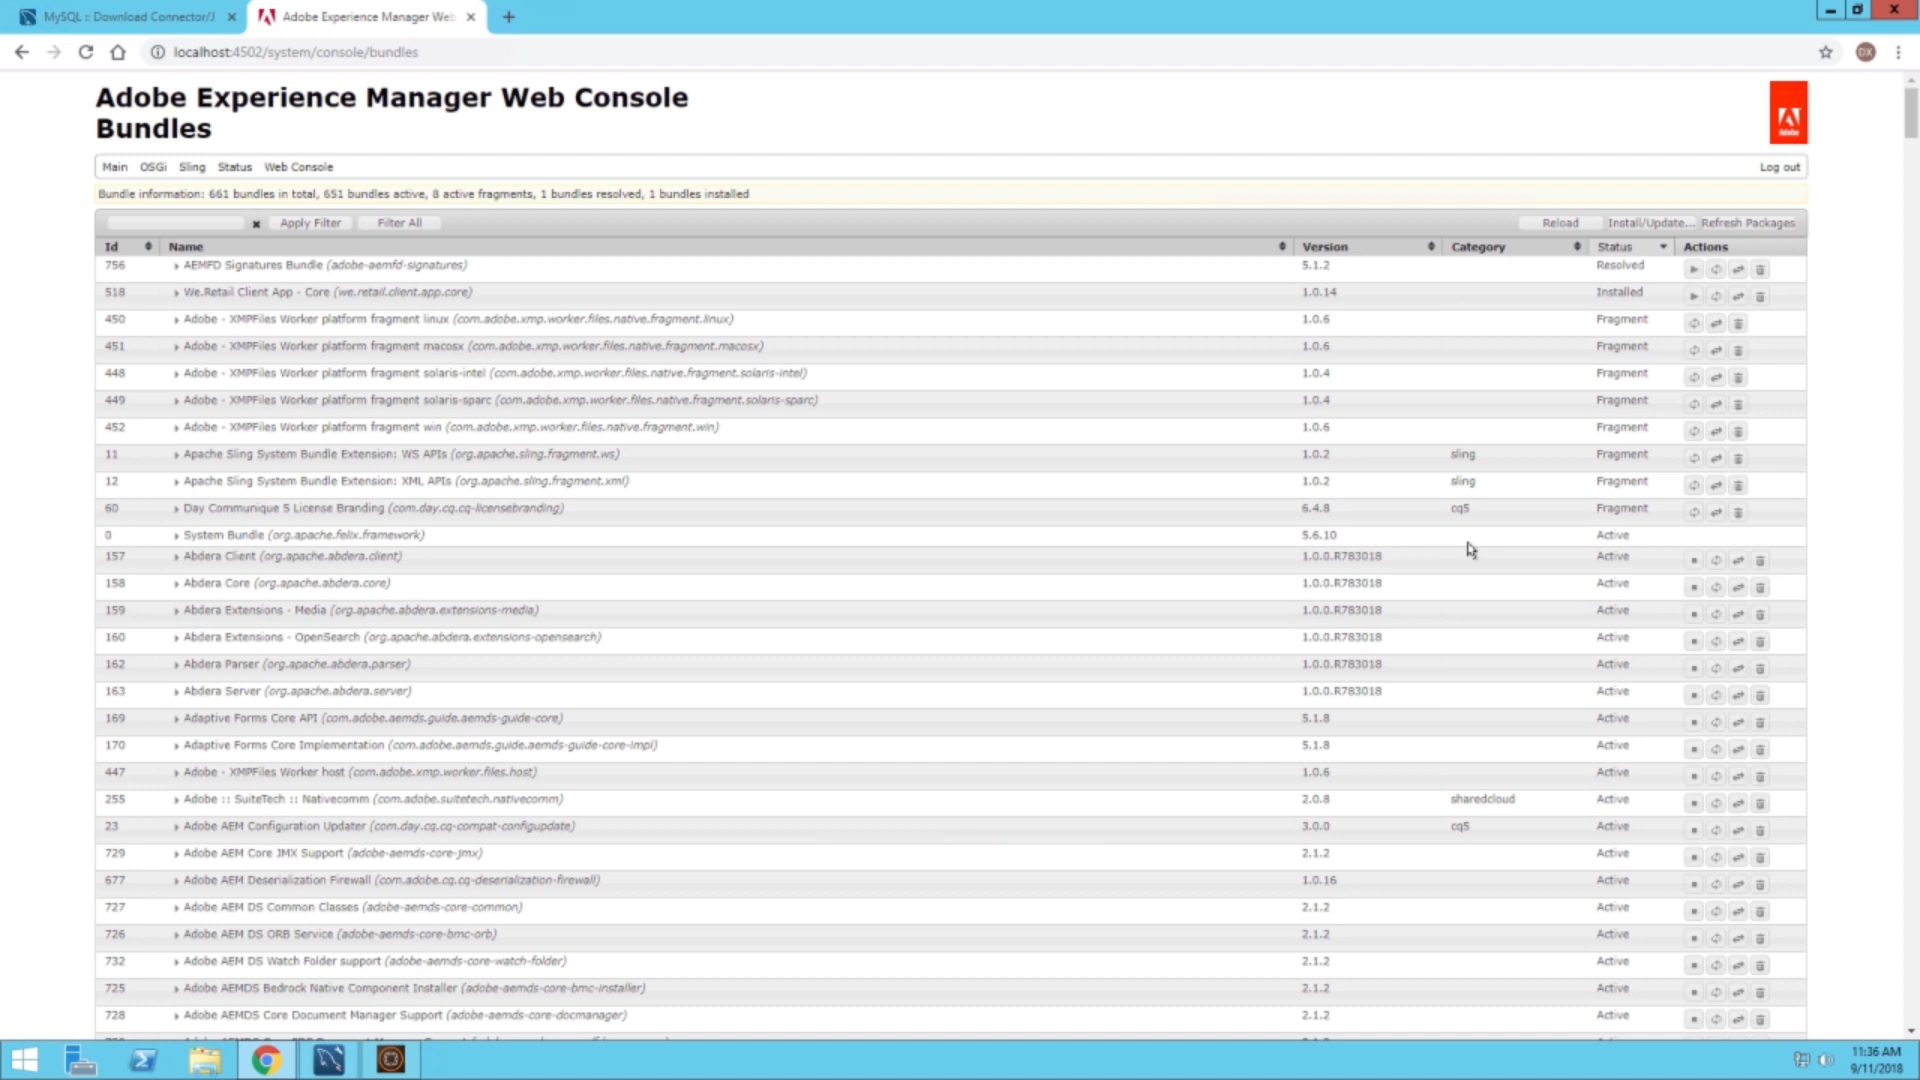 MySQL :: Download Connector/J
Adobe Experience Manager Web
localhost:4502/system/console/bundles
DX
Adobe Experience Manager Web Console
Bundles
Adobe
Main OSGi Sling Status Web Console Log out
Bundle information: 661 bundles in total, 651 bundles active, 8 active fragments, 1 bundles resolved, 1 bundles installed
Apply Filter Filter All Reload Install/Update... Refresh Packages
Id Name Version Category Status Actions
756 AEMFD Signatures Bundle (adobe-aemfd-signatures) 5.1.2 Resolved
518 We.Retail Client App - Core (we.retail.client.app.core) 1.0.14 Installed
450 Adobe - XMPFiles Worker platform fragment linux (com.adobe.xmp.worker.files.native.fragment.linux) 1.0.6 Fragment
451 Adobe - XMPFiles Worker platform fragment macosx (com.adobe.xmp.worker.files.native.fragment.macosx) 1.0.6 Fragment
448 Adobe - XMPFiles Worker platform fragment solaris-intel (com.adobe.xmp.worker.files.native.fragment.solaris-intel) 1.0.4 Fragment
449 Adobe - XMPFiles Worker platform fragment solaris-sparc (com.adobe.xmp.worker.files.native.fragment.solaris-sparc) 1.0.4 Fragment
452 Adobe - XMPFiles Worker platform fragment win (com.adobe.xmp.worker.files.native.fragment.win) 1.0.6 Fragment
11 Apache Sling System Bundle Extension: WS APIs (org.apache.sling.fragment.ws) 1.0.2 sling Fragment
12 Apache Sling System Bundle Extension: XML APIs (org.apache.sling.fragment.xml) 1.0.2 sling Fragment
60 Day Communique 5 License Branding (com.day.cq.cq-licensebranding) 6.4.8 cq5 Fragment
0 System Bundle (org.apache.felix.framework) 5.6.10 Active
157 Abdera Client (org.apache.abdera.client) 1.0.0.R783018 Active
158 Abdera Core (org.apache.abdera.core) 1.0.0.R783018 Active
159 Abdera Extensions - Media (org.apache.abdera.extensions-media) 1.0.0.R783018 Active
160 Abdera Extensions - OpenSearch (org.apache.abdera.extensions-opensearch) 1.0.0.R783018 Active
162 Abdera Parser (org.apache.abdera.parser) 1.0.0.R783018 Active
163 Abdera Server (org.apache.abdera.server) 1.0.0.R783018 Active
169 Adaptive Forms Core API (com.adobe.aemds.guide.aemds-guide-core) 5.1.8 Active
170 Adaptive Forms Core Implementation (com.adobe.aemds.guide.aemds-guide-core-impl) 5.1.8 Active
447 Adobe - XMPFiles Worker host (com.adobe.xmp.worker.files.host) 1.0.6 Active
255 Adobe :: SuiteTech :: Nativecomm (com.adobe.suitetech.nativecomm) 2.0.8 sharedcloud Active
23 Adobe AEM Configuration Updater (com.day.cq.cq-compat-configupdate) 3.0.0 cq5 Active
729 Adobe AEM Core JMX Support (adobe-aemds-core-jmx) 2.1.2 Active
677 Adobe AEM Deserialization Firewall (com.adobe.cq.cq-deserialization-firewall) 1.0.16 Active
727 Adobe AEM DS Common Classes (adobe-aemds-core-common) 2.1.2 Active
726 Adobe AEM DS ORB Service (adobe-aemds-core-bmc-orb) 2.1.2 Active
732 Adobe AEM DS Watch Folder support (adobe-aemds-core-watch-folder) 2.1.2 Active
725 Adobe AEMDS Bedrock Native Component Installer (adobe-aemds-core-bmc-installer) 2.1.2 Active
728 Adobe AEMDS Core Document Manager Support (adobe-aemds-core-docmanager) 2.1.2 Active
11:36 AM
9/11/2018